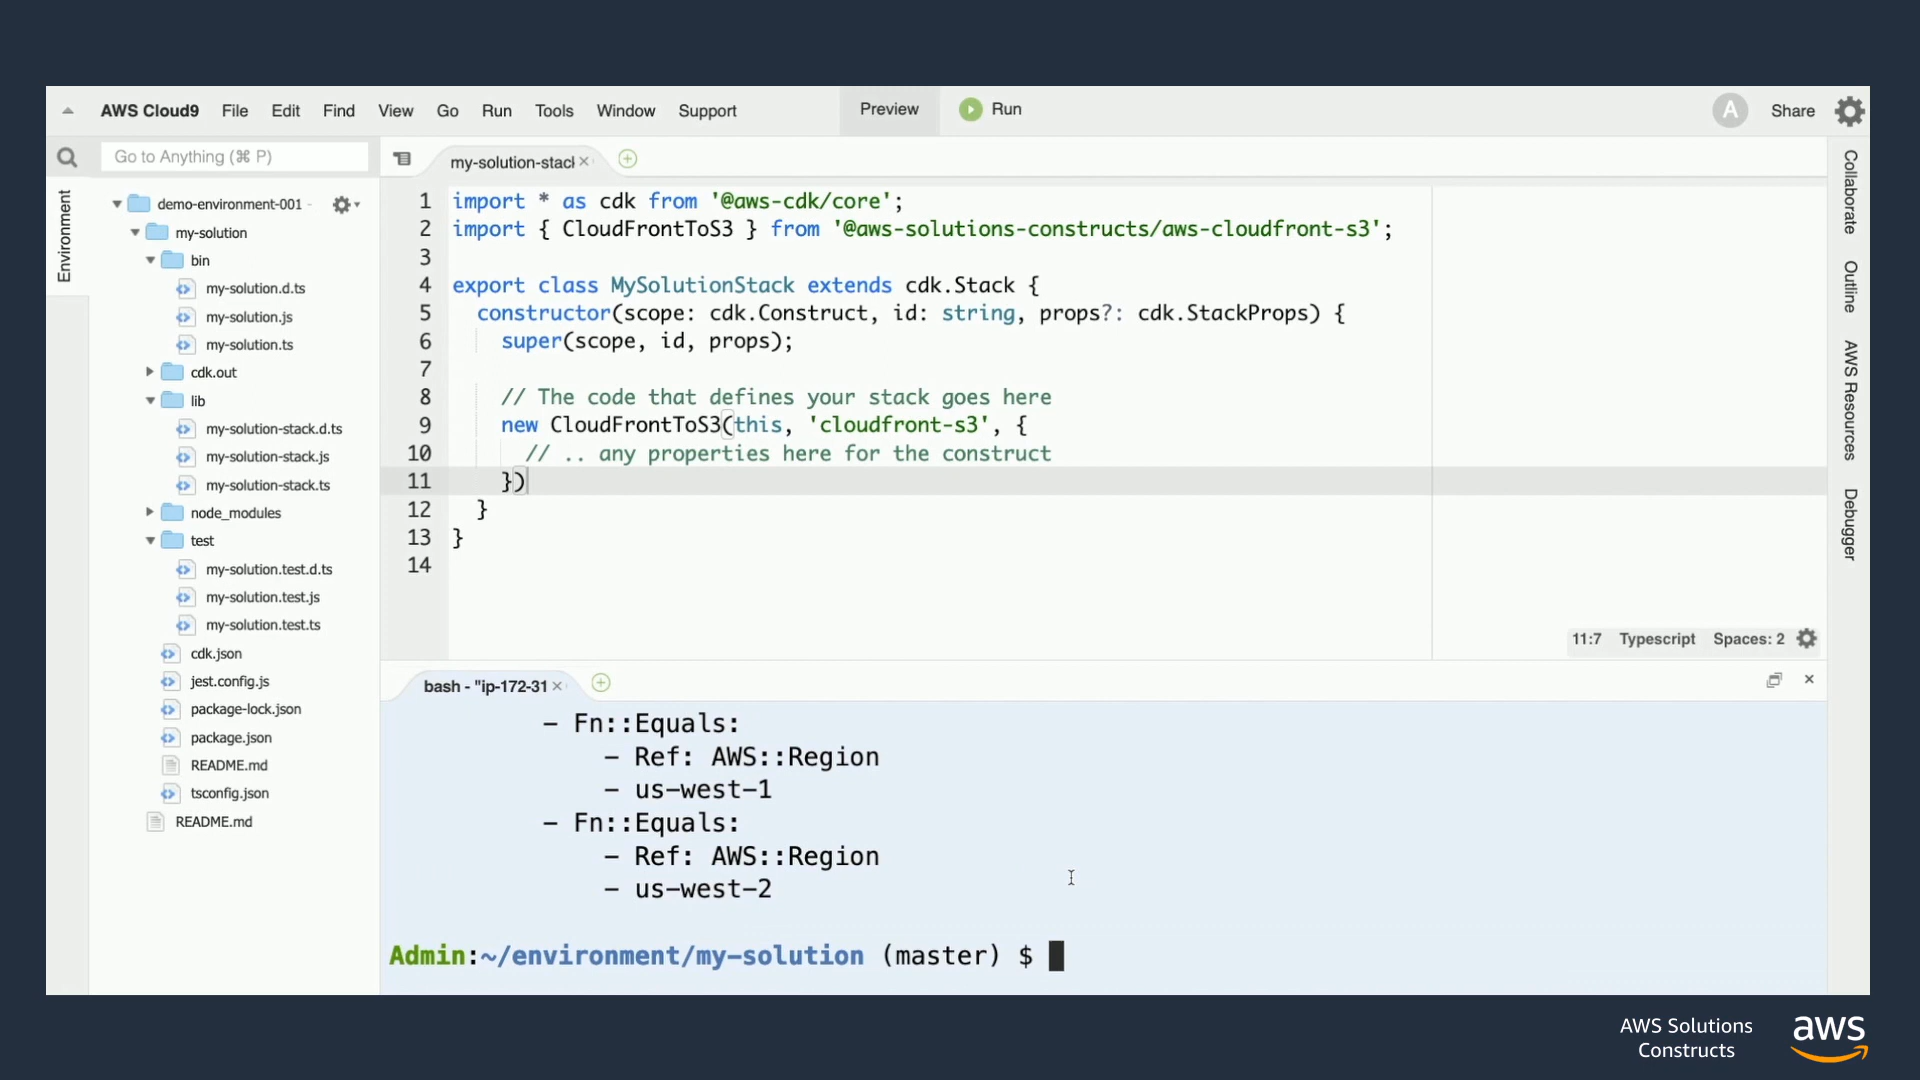 AWS Cloud9 File Edit Find View Go Run Tools Window Support Preview Run A Share
Go to Anything (⌘ P)
my-solution-stack
Environment
demo-environment-001 -
my-solution
bin
my-solution.d.ts
my-solution.js
my-solution.ts
cdk.out
lib
my-solution-stack.d.ts
my-solution-stack.js
my-solution-stack.ts
node_modules
test
my-solution.test.d.ts
my-solution.test.js
my-solution.test.ts
cdk.json
jest.config.js
package-lock.json
package.json
README.md
tsconfig.json
README.md
1 import * as cdk from '@aws-cdk/core';
2 import { CloudFrontToS3 } from '@aws-solutions-constructs/aws-cloudfront-s3';
3
4 export class MySolutionStack extends cdk.Stack {
5 constructor(scope: cdk.Construct, id: string, props?: cdk.StackProps) {
6 super(scope, id, props);
7
8 // The code that defines your stack goes here
9 new CloudFrontToS3(this, 'cloudfront-s3', {
10 // .. any properties here for the construct
11 })
12 }
13 }
14
11:7 Typescript Spaces: 2
Collaborate
Outline
AWS Resources
Debugger
bash - "ip-172-31
- Fn::Equals:
- Ref: AWS::Region
- us-west-1
- Fn::Equals:
- Ref: AWS::Region
- us-west-2
Admin:~/environment/my-solution (master) $
AWS Solutions
Constructs
aws